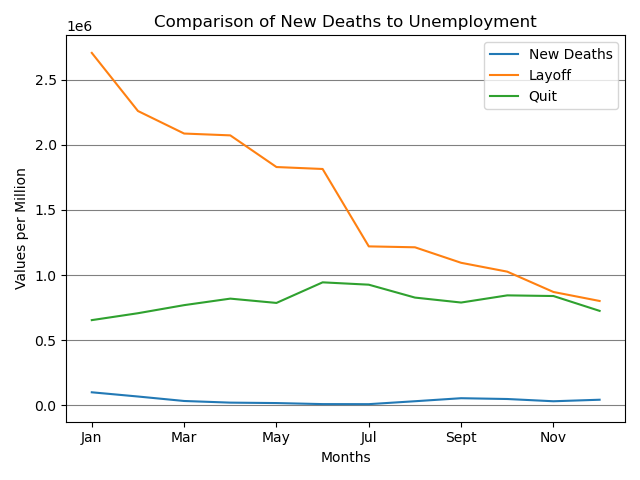 Comparison of New Deaths to Unemployment
1e6
New Deaths
Layoff
Quit
2.5
2.0
1.5
1.0
0.5
0.0
Values per Million
Jan Mar May Jul Sept Nov
Months